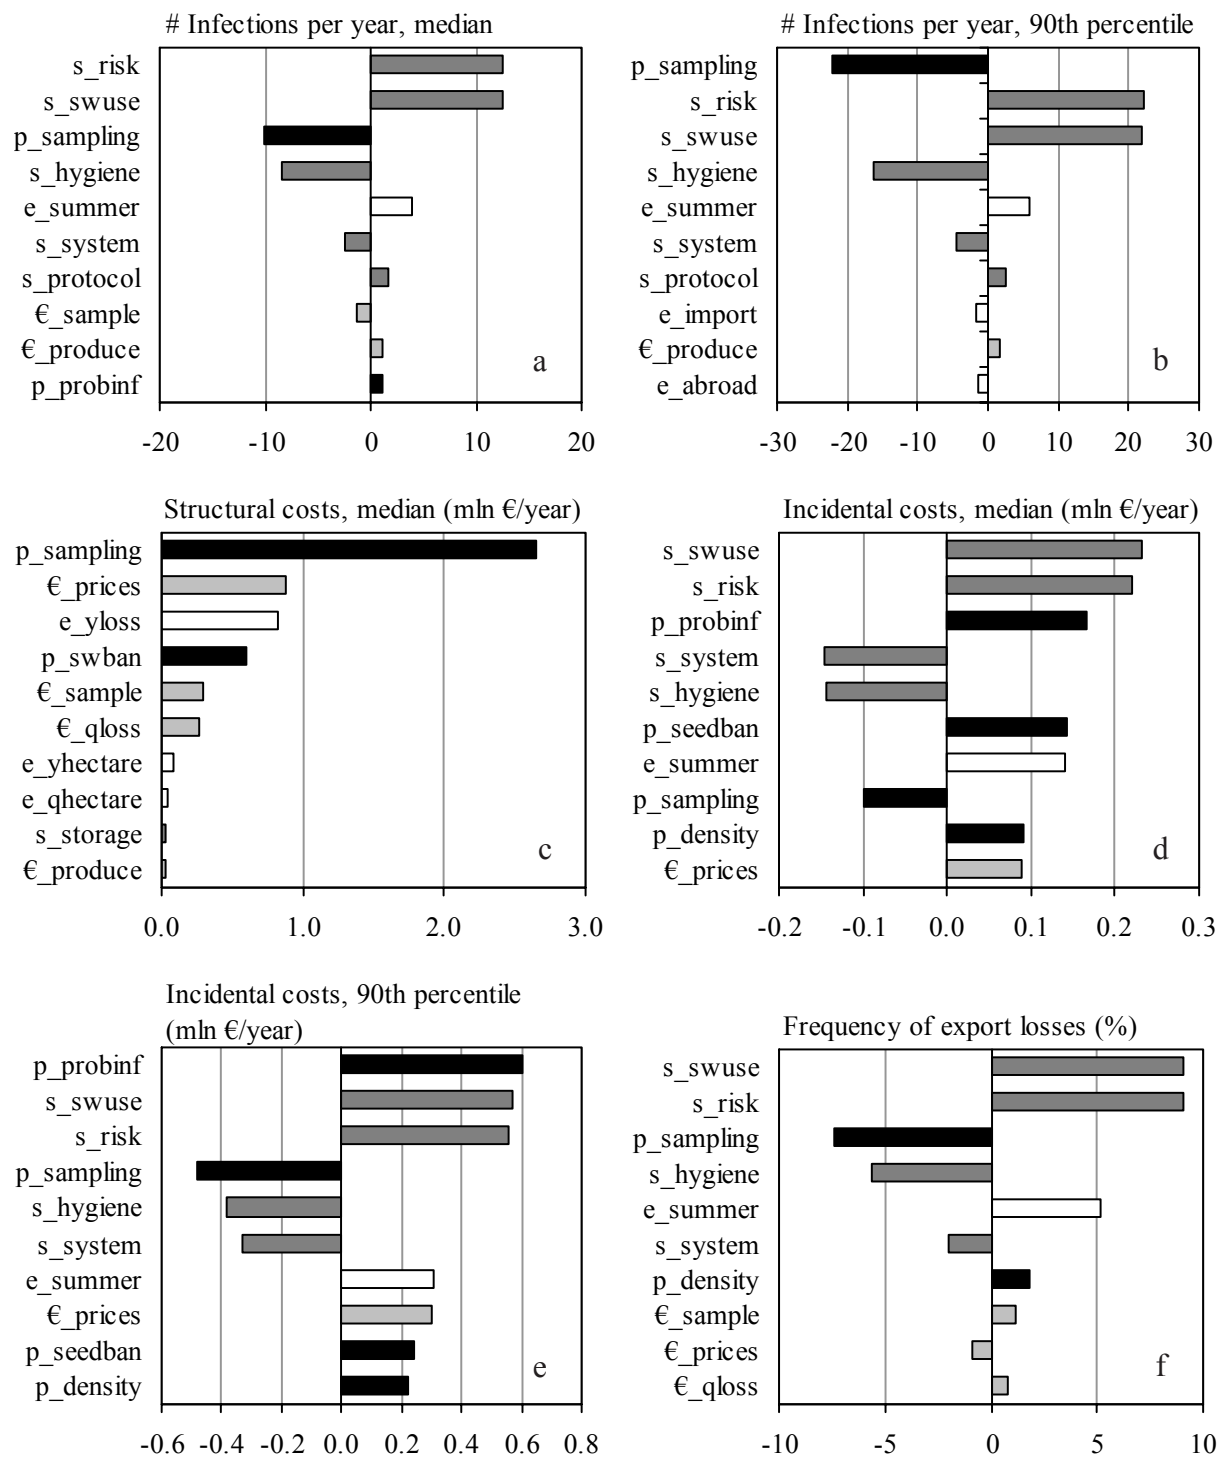 # Infections per year, median
s_risk
s_swuse
p_sampling
s_hygiene
e_summer
s_system
s_protocol
€_sample
€_produce
p_probinf
a
-20 -10 0 10 20
# Infections per year, 90th percentile
p_sampling
s_risk
s_swuse
s_hygiene
e_summer
s_system
s_protocol
e_import
€_produce
e_abroad
b
-30 -20 -10 0 10 20 30
Structural costs, median (mln €/year)
p_sampling
€_prices
e_yloss
p_swban
€_sample
€_qloss
e_yhectare
e_qhectare
s_storage
€_produce
c
0.0 1.0 2.0 3.0
Incidental costs, median (mln €/year)
s_swuse
s_risk
p_probinf
s_system
s_hygiene
p_seedban
e_summer
p_sampling
p_density
€_prices
d
-0.2 -0.1 0.0 0.1 0.2 0.3
Incidental costs, 90th percentile
(mln €/year)
p_probinf
s_swuse
s_risk
p_sampling
s_hygiene
s_system
e_summer
€_prices
p_seedban
p_density
e
-0.6 -0.4 -0.2 0.0 0.2 0.4 0.6 0.8
Frequency of export losses (%)
s_swuse
s_risk
p_sampling
s_hygiene
e_summer
s_system
p_density
€_sample
€_prices
€_qloss
f
-10 -5 0 5 10